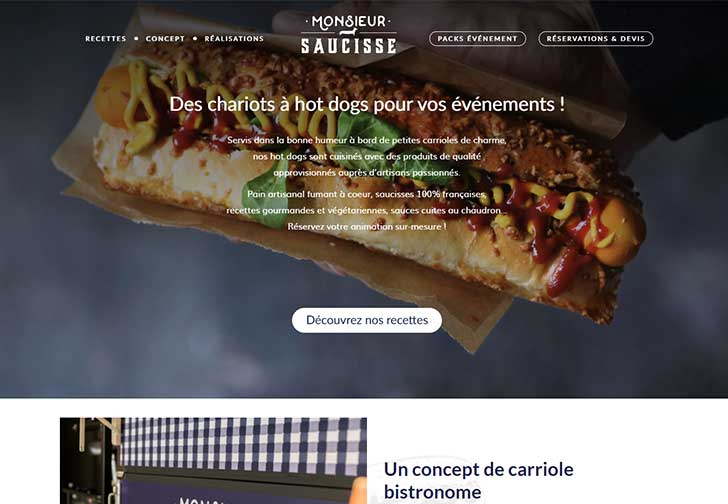 RECETTES • CONCEPT • RÉALISATIONS
MONSIEUR
SAUCISSE
PACKS ÉVÉNEMENT
RÉSERVATIONS & DEVIS
Des chariots à hot dogs pour vos événements !
Servis dans la bonne humeur à bord de petites carrioles de charme,
nos hot dogs sont cuisinés avec des produits de qualité
approvisionnés auprès d'artisans passionnés.
Pain artisanal fumant à coeur, saucisses 100% françaises,
recettes gourmandes et végétariennes, sauces cuites au chaudron...
Réservez votre animation sur-mesure !
Découvrez nos recettes
MONSIEUR
Un concept de carriole
bistronome